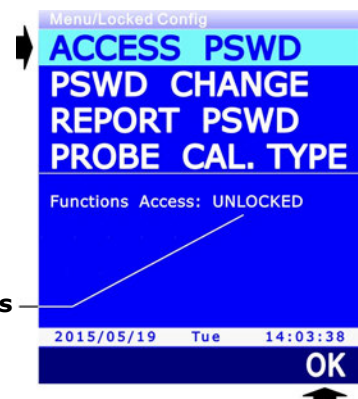 Menu/Locked Config
ACCESS PSWD
PSWD CHANGE
REPORT PSWD
PROBE CAL. TYPE
Functions Access: UNLOCKED
s
2015/05/19 Tue 14:03:38
OK